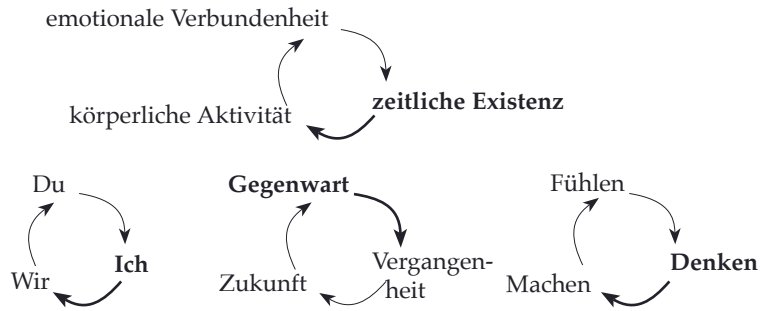 emotionale Verbundenheit
zeitliche Existenz
körperliche Aktivität
Du
Ich
Wir
Gegenwart
Vergangen-
heit
Zukunft
Fühlen
Denken
Machen